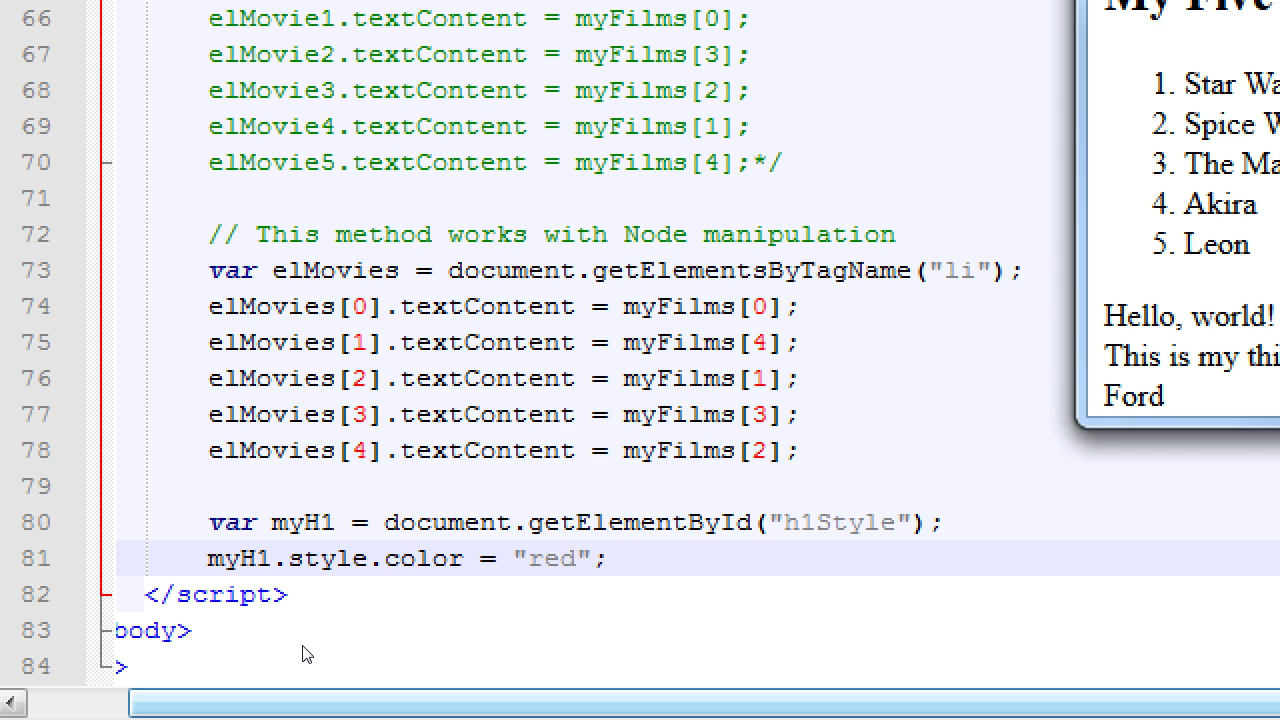 66 elMovie1.textContent = myFilms[0];
67 elMovie2.textContent = myFilms[3];
68 elMovie3.textContent = myFilms[2];
69 elMovie4.textContent = myFilms[1];
70 elMovie5.textContent = myFilms[4];*/
71
72 // This method works with Node manipulation
73 var elMovies = document.getElementsByTagName("li");
74 elMovies[0].textContent = myFilms[0];
75 elMovies[1].textContent = myFilms[4];
76 elMovies[2].textContent = myFilms[1];
77 elMovies[3].textContent = myFilms[3];
78 elMovies[4].textContent = myFilms[2];
79
80 var myH1 = document.getElementById("h1Style");
81 myH1.style.color = "red";
82 </script>
83 body>
84 >
My Five
1. Star Wa
2. Spice W
3. The Ma
4. Akira
5. Leon
Hello, world!
This is my thi
Ford